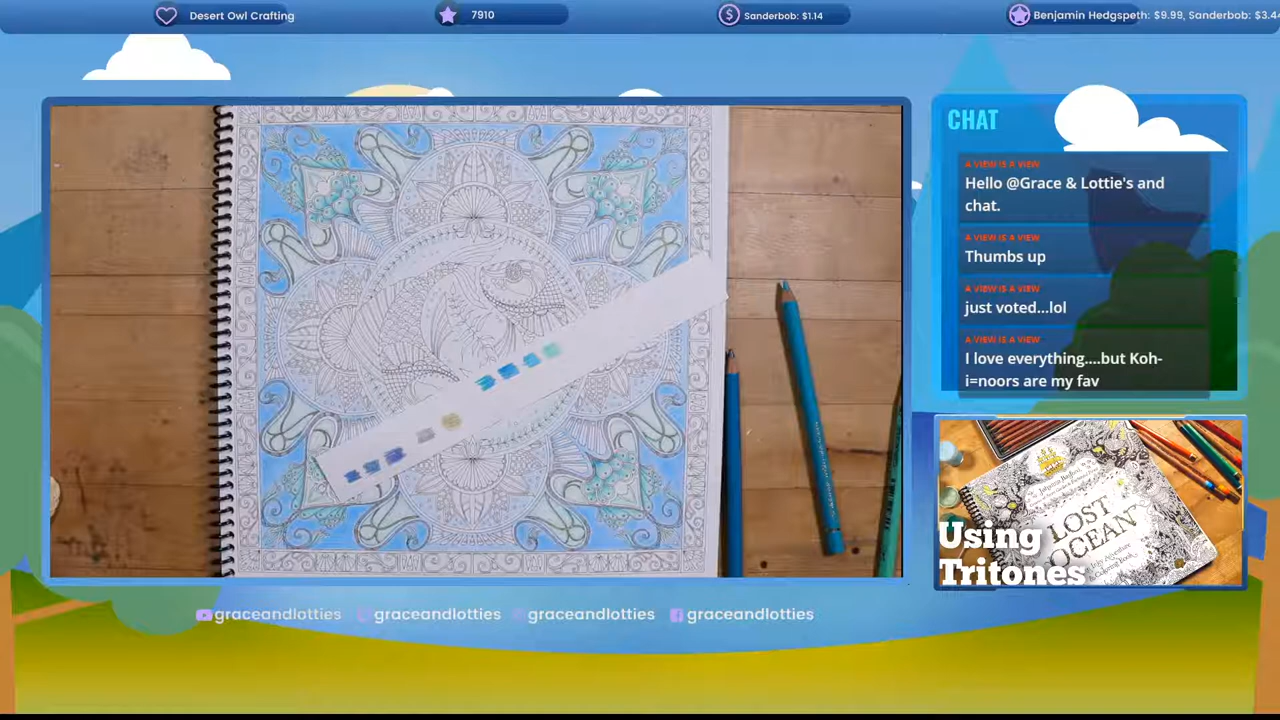 Desert Owl Crafting
7910
Sanderbob: $1.14
Benjamin Hedgspeth: $9.99, Sanderbob: $3.4
CHAT
A VIEW IS A VIEW
Hello @Grace & Lottie's and
chat.
A VIEW IS A VIEW
Thumbs up
A VIEW IS A VIEW
just voted...lol
A VIEW IS A VIEW
I love everything....but Koh-
i=noors are my fav
LOST
OCEAN
Using
Tritones
graceandlotties
graceandlotties
graceandlotties
graceandlotties